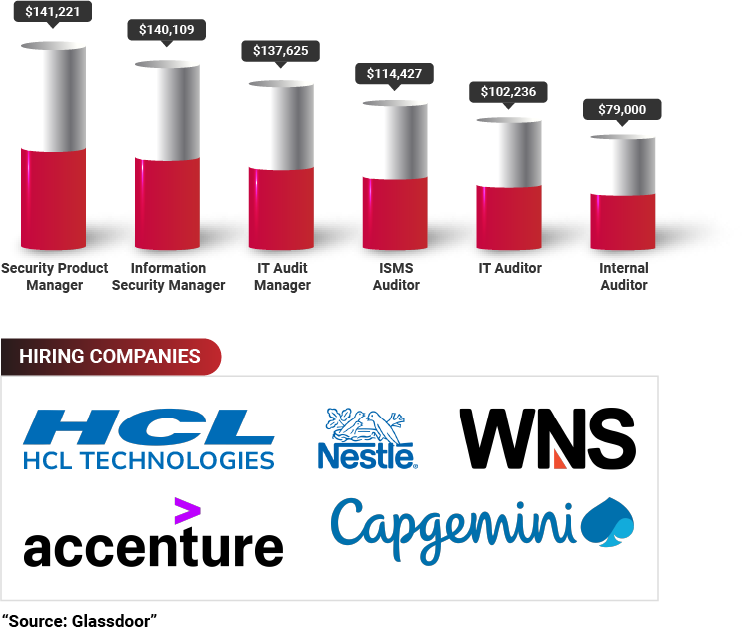 $141,221
$140,109
$137,625
$114,427
$102,236
$79,000
Security Product
Manager
Information
Security Manager
IT Audit
Manager
ISMS
Auditor
IT Auditor
Internal
Auditor
HIRING COMPANIES
HCL
HCL TECHNOLOGIES
Nestlé®
WNS
>
accenture
Capgemini
“Source: Glassdoor”